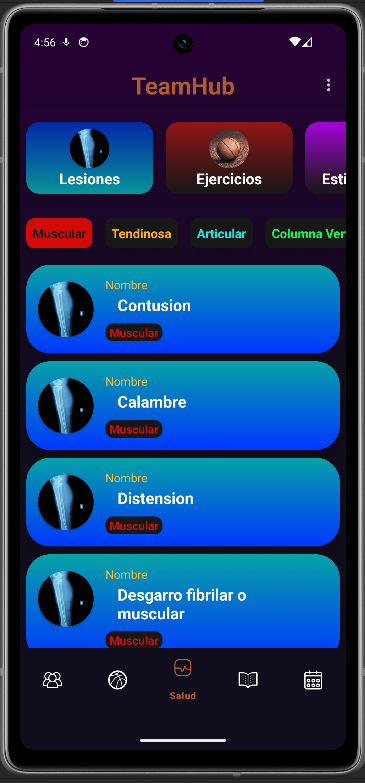 4:56
TeamHub
Lesiones
Ejercicios
Esti
Muscular
Tendinosa
Articular
Columna Ver
Nombre
Contusion
Muscular
Nombre
Calambre
Muscular
Nombre
Distension
Muscular
Nombre
Desgarro fibrilar o
muscular
Muscular
Salud